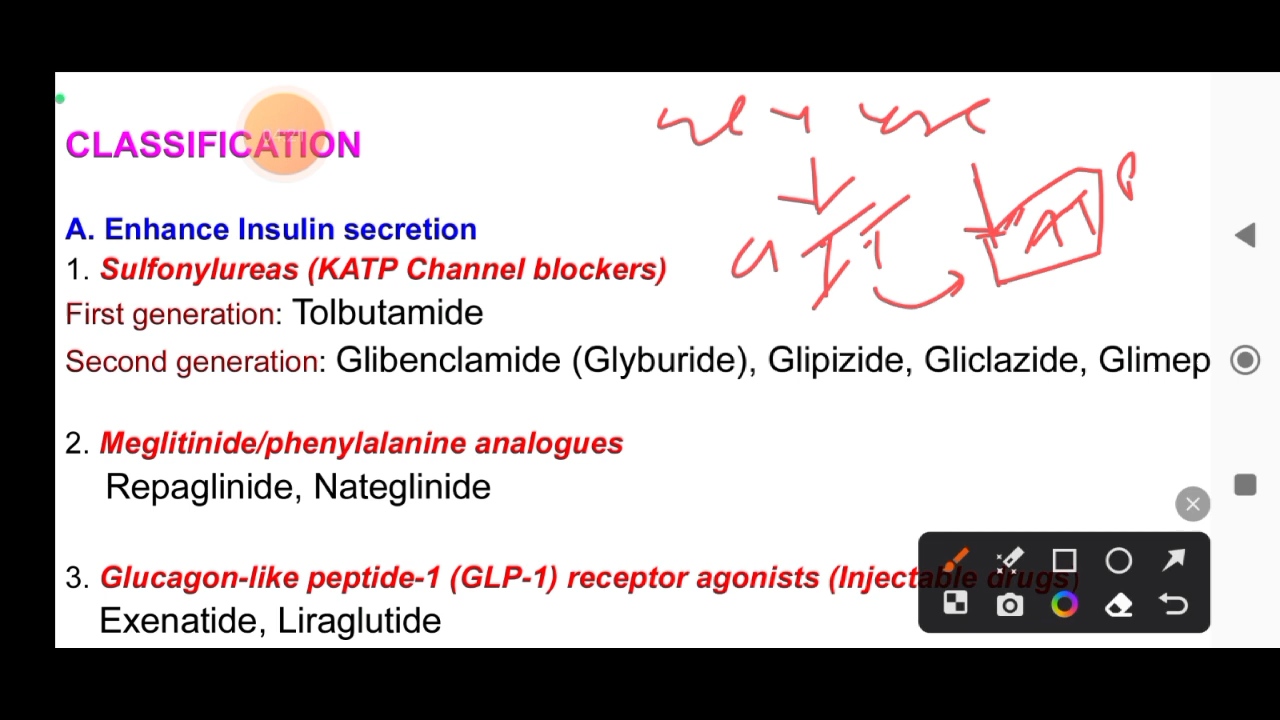 CLASSIFICATION
A. Enhance Insulin secretion
1. Sulfonylureas (KATP Channel blockers)
First generation: Tolbutamide
Second generation: Glibenclamide (Glyburide), Glipizide, Gliclazide, Glimep
2. Meglitinide/phenylalanine analogues
Repaglinide, Nateglinide
3. Glucagon-like peptide-1 (GLP-1) receptor agonists (Injectable drugs)
Exenatide, Liraglutide